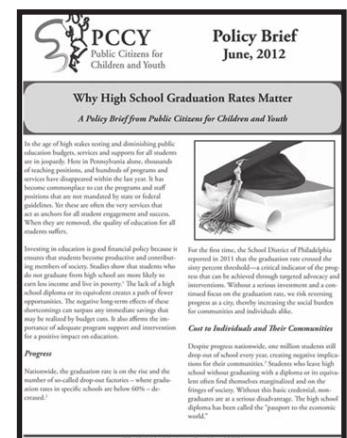 PCCY
Public Citizens for
Children and Youth
Policy Brief
June, 2012
Why High School Graduation Rates Matter
A Policy Brief from Public Citizens for Children and Youth
In the age of high stakes testing and diminishing public
education budgets, services and supports for all students
are in jeopardy. Here in Pennsylvania alone, thousands
of teaching positions, and hundreds of programs and
services have disappeared within the last year. It has
become commonplace to cut the programs and staff
positions that are not mandated by state or federal
guidelines. Yet these are often the very services that
act as anchors for all student engagement and success.
When they are removed, the quality of education for all
students suffers.
Investing in education is good financial policy because it
ensures that students become productive and contribut-
ing members of society. Studies show that students who
do not graduate from high school are more likely to
earn less income and live in poverty.¹ The lack of a high
school diploma or its equivalent creates a path of fewer
opportunities. The negative long-term effects of these
shortcomings can surpass any immediate savings that
may be realized by budget cuts. It also affirms the im-
portance of adequate program support and intervention
for a positive impact on education.
Progress
Nationwide, the graduation rate is on the rise and the
number of so-called drop-out factories – where gradu-
ation rates in specific schools are below 60% – de-
creased.²
For the first time, the School District of Philadelphia
reported in 2011 that the graduation rate crossed the
sixty percent threshold—a critical indicator of the prog-
ress that can be achieved through targeted advocacy and
interventions. Without a serious investment and a con-
tinued focus on the graduation rate, we risk reversing
progress as a city, thereby increasing the social burden
for communities and individuals alike.
Cost to Individuals and Their Communities
Despite progress nationwide, one million students still
drop out of school every year, creating negative implica-
tions for their communities.³ Students who leave high
school without graduating with a diploma or its equiva-
lent often find themselves marginalized and on the
fringes of society. Without this basic credential, non-
graduates are at a serious disadvantage. The high school
diploma has been called the "passport to the economic
world."